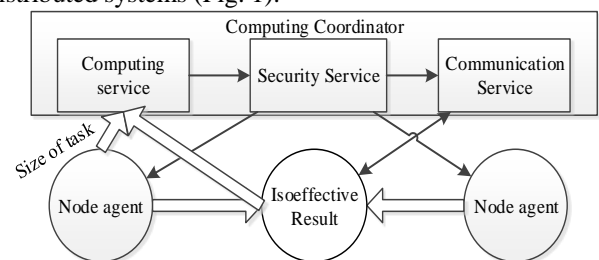 istributed systems (Fig. 1).
Computing Coordinator
Computing
service
Security Service
Communication
Service
Size of task
Node agent
Isoeffective
Result
Node agent